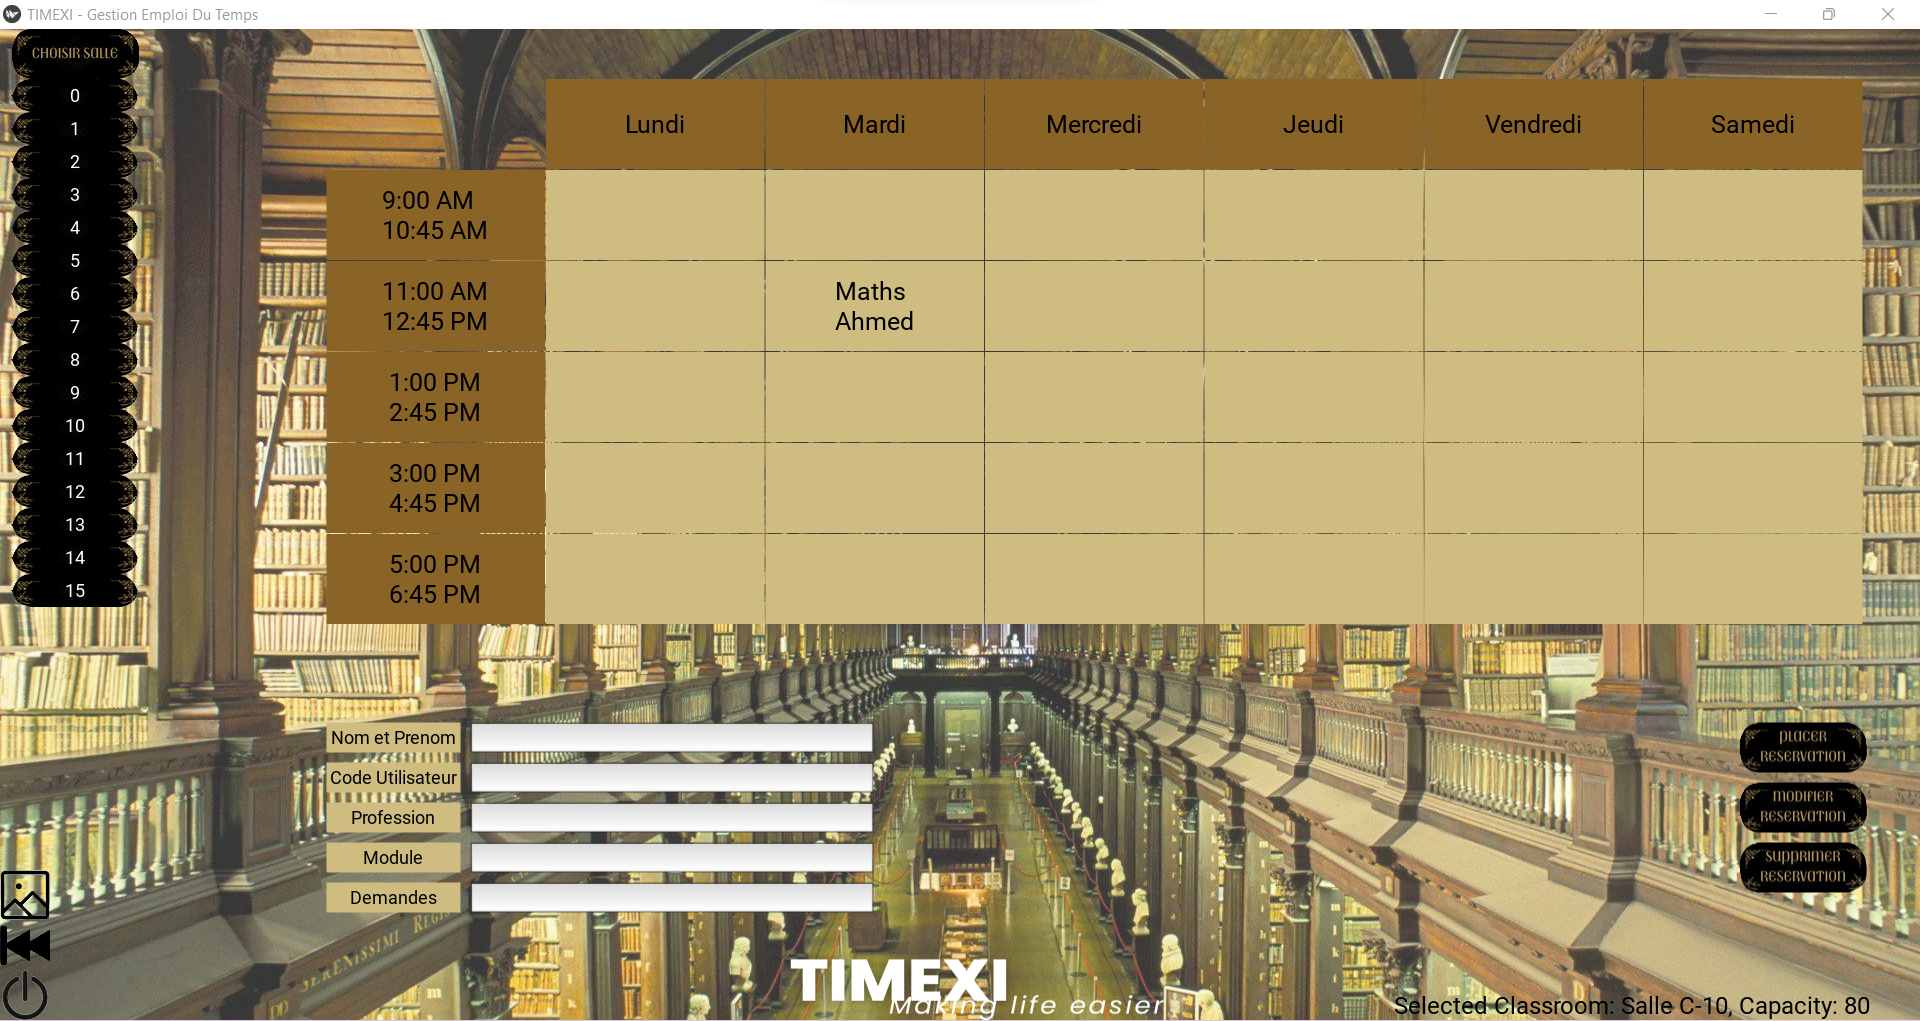 TIMEXI - Gestion Emploi Du Temps
CHOISIR SALLE
0
1
2
3
4
5
6
7
8
9
10
11
12
13
14
15
Lundi Mardi Mercredi Jeudi Vendredi Samedi
9:00 AM
10:45 AM
11:00 AM
12:45 PM
Maths
Ahmed
1:00 PM
2:45 PM
3:00 PM
4:45 PM
5:00 PM
6:45 PM
Nom et Prenom
Code Utilisateur
Profession
Module
Demandes
PLACER
RESERVATION
MODIFIER
RESERVATION
SUPPRIMER
RESERVATION
TIMEXI
Making life easier
Selected Classroom: Salle C-10, Capacity: 80